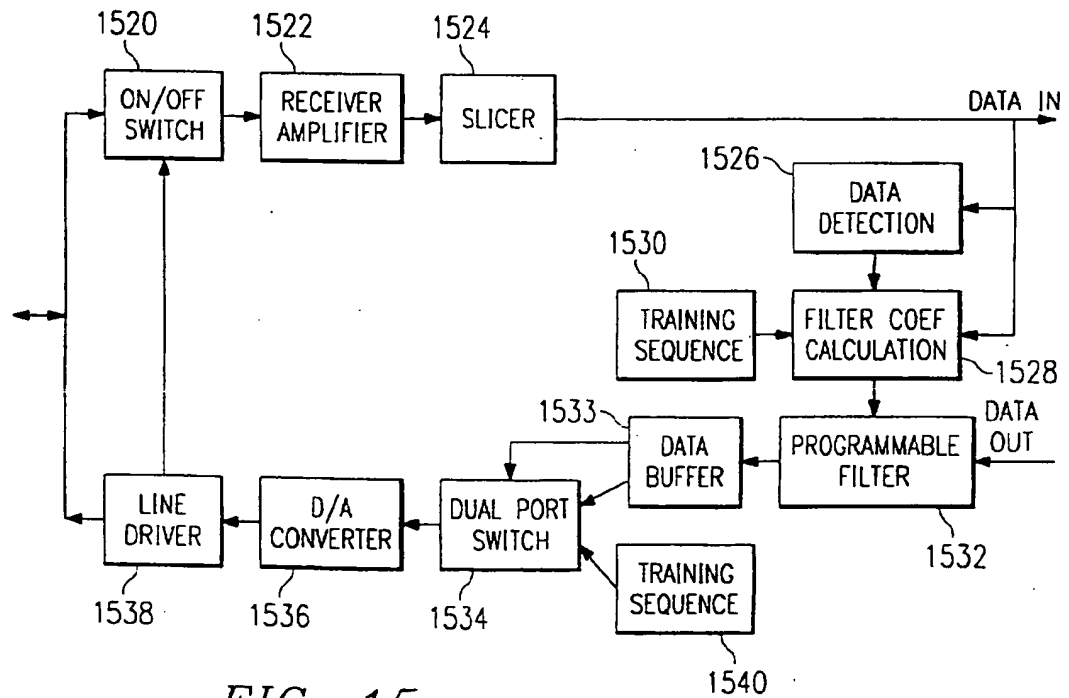 1520
1522
1524
ON/OFF
SWITCH
RECEIVER
AMPLIFIER
SLICER
DATA IN
1526
DATA
DETECTION
1530
TRAINING
SEQUENCE
FILTER COEF
CALCULATION
1528
1533
DATA
OUT
DATA
BUFFER
PROGRAMMABLE
FILTER
LINE
DRIVER
D/A
CONVERTER
DUAL PORT
SWITCH
1532
TRAINING
SEQUENCE
1538
1536
1534
1540
FIG. 15